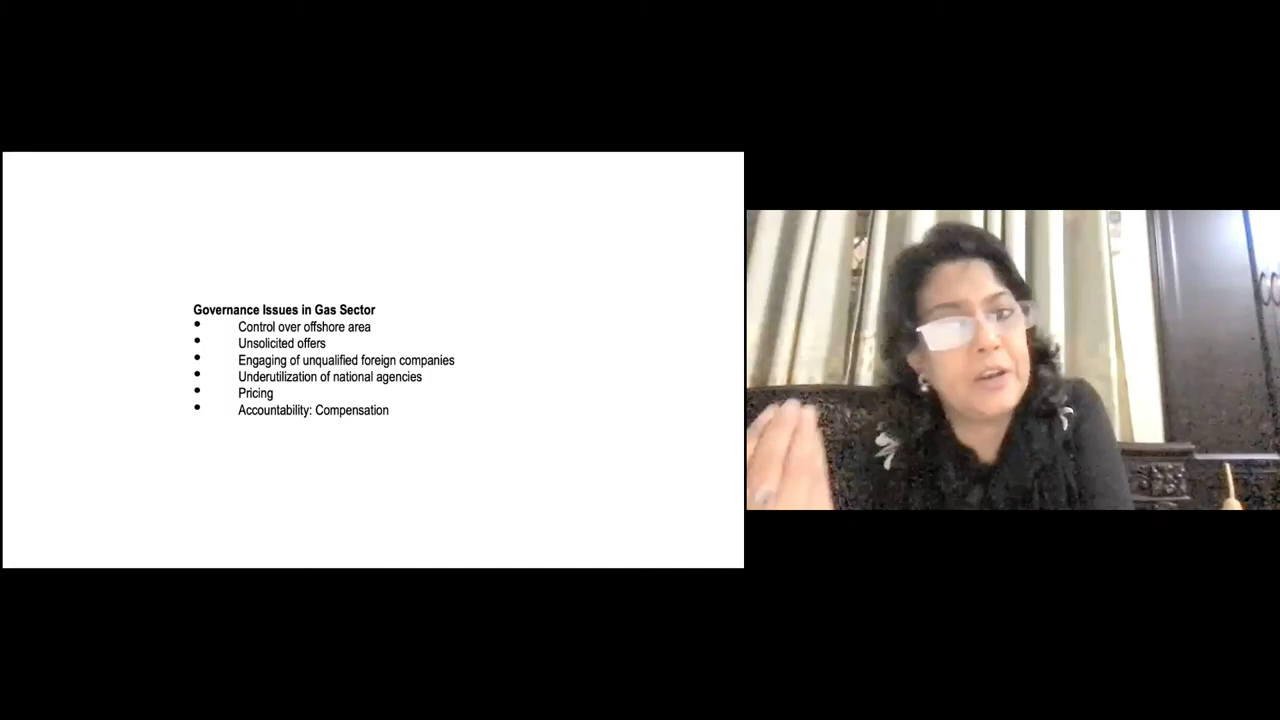 Governance Issues in Gas Sector
• Control over offshore area
• Unsolicited offers
• Engaging of unqualified foreign companies
• Underutilization of national agencies
• Pricing
• Accountability: Compensation